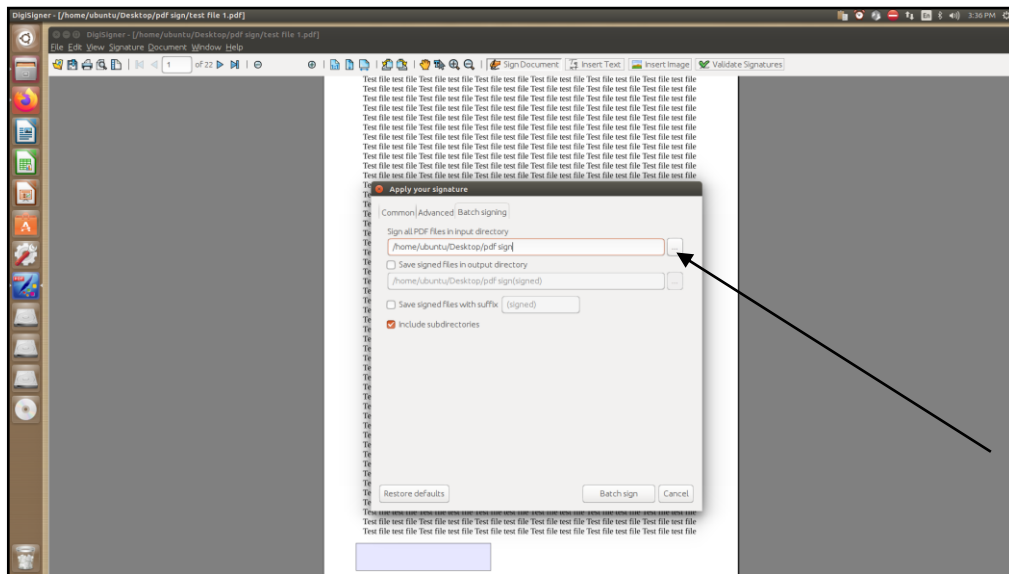 DigiSigner - [/home/ubuntu/Desktop/pdf sign/test file 1.pdf]
En
3:36 PM
DigiSigner - [/home/ubuntu/Desktop/pdf sign/test file 1.pdf]
File Edit View Signature Document Window Help
1 of 22 Sign Document Insert Text Insert Image Validate Signatures
Test file test file Test file test file Test file test file Test file test file Test file test file
Test file test file Test file test file Test file test file Test file test file Test file test file
Test file test file Test file test file Test file test file Test file test file Test file test file
Test file test file Test file test file Test file test file Test file test file Test file test file
Test file test file Test file test file Test file test file Test file test file Test file test file
Test file test file Test file test file Test file test file Test file test file Test file test file
Test file test file Test file test file Test file test file Test file test file Test file test file
Test file test file Test file test file Test file test file Test file test file Test file test file
Test file test file Test file test file Test file test file Test file test file Test file test file
Test file test file Test file test file Test file test file Test file test file Test file test file
Test file test file Test file test file Test file test file Test file test file Test file test file
Apply your signature
Common Advanced Batch signing
Sign all PDF files in input directory
/home/ubuntu/Desktop/pdf sign ...
Save signed files in output directory
/home/ubuntu/Desktop/pdf sign(signed) ...
Save signed files with suffix (signed)
Include subdirectories
Restore defaults Batch sign Cancel
Test file test file Test file test file Test file test file Test file test file Test file test file
Test file test file Test file test file Test file test file Test file test file Test file test file
Test file test file Test file test file Test file test file Test file test file Test file test file